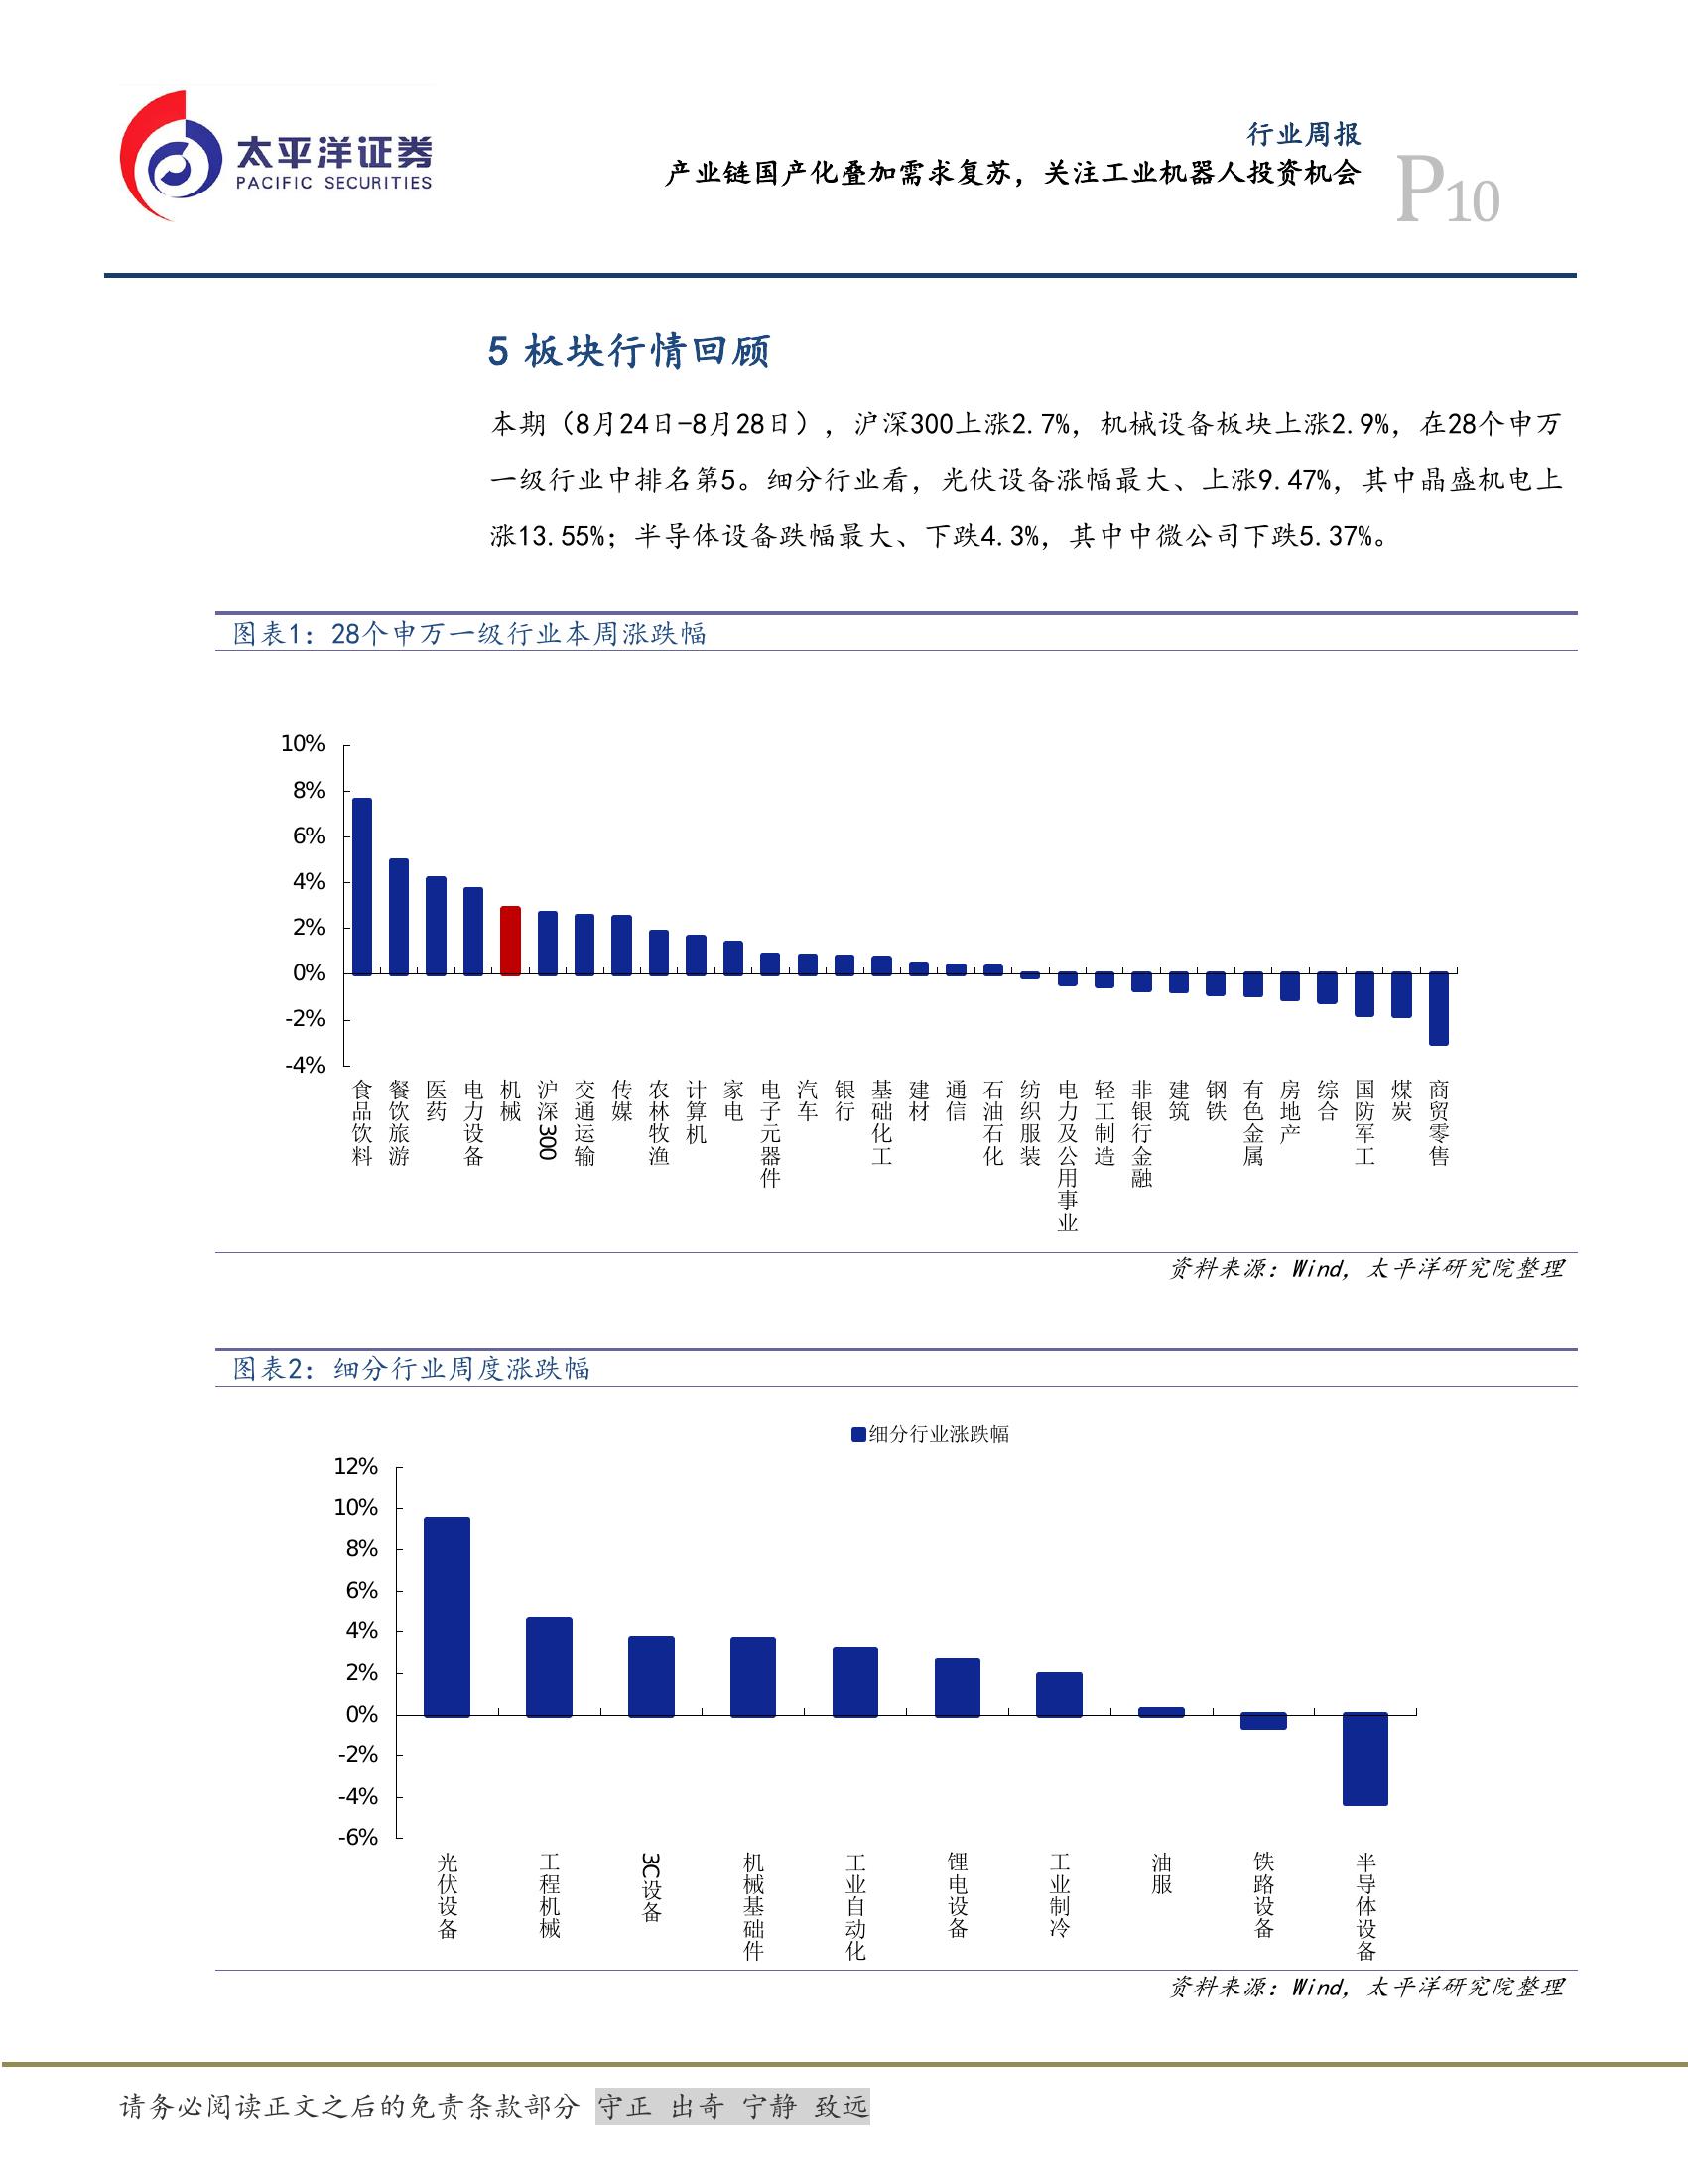 太平洋证券
PACIFIC SECURITIES
行业周报
产业链国产化叠加需求复苏，关注工业机器人投资机会
P10
5 板块行情回顾
本期（8月24日-8月28日），沪深300上涨2.7%，机械设备板块上涨2.9%，在28个申万
一级行业中排名第5。细分行业看，光伏设备涨幅最大、上涨9.47%，其中晶盛机电上
涨13.55%；半导体设备跌幅最大、下跌4.3%，其中中微公司下跌5.37%。
图表1：28个申万一级行业本周涨跌幅
10%
8%
6%
4%
2%
0%
-2%
-4%
食品饮料
餐饮旅游
医药
电力设备
机械
沪深300
交通运输
传媒
农林牧渔
计算机
家电
电子元器件
汽车
银行
基础化工
建材
通信
石油石化
纺织服装
电力及公用事业
轻工制造
非银行金融
建筑
钢铁
有色金属
房地产
综合
国防军工
煤炭
商贸零售
资料来源：Wind，太平洋研究院整理
图表2：细分行业周度涨跌幅
细分行业涨跌幅
12%
10%
8%
6%
4%
2%
0%
-2%
-4%
-6%
光伏设备
工程机械
3C设备
机械基础件
工业自动化
锂电设备
工业制冷
油服
铁路设备
半导体设备
资料来源：Wind，太平洋研究院整理
请务必阅读正文之后的免责条款部分 守正 出奇 宁静 致远